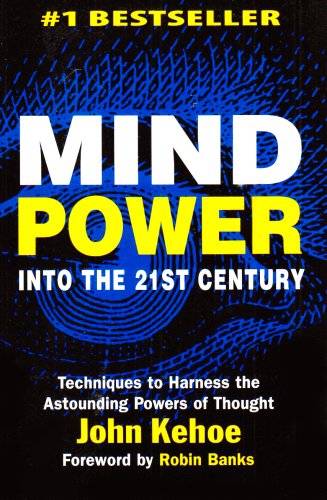 #1 BESTSELLER
MIND
POWER
INTO THE 21ST CENTURY
Techniques to Harness the
Astounding Powers of Thought
John Kehoe
Foreword by Robin Banks